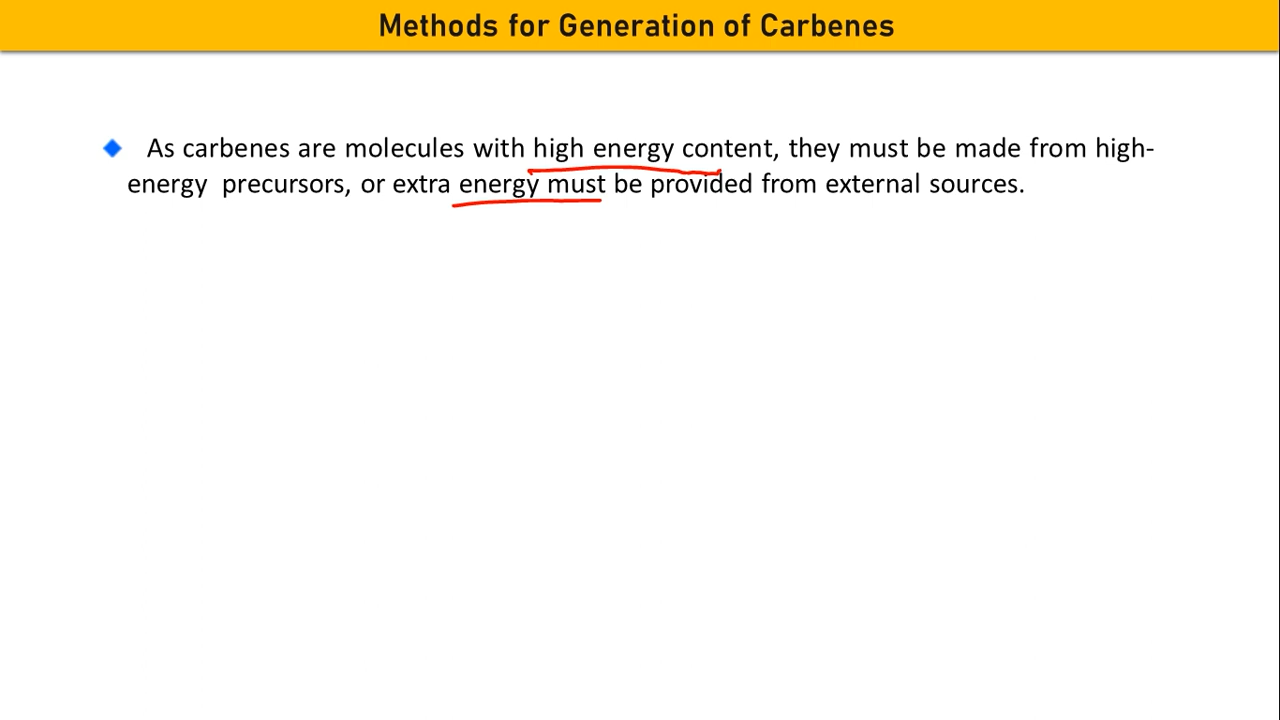 Methods for Generation of Carbenes
As carbenes are molecules with high energy content, they must be made from high-
energy precursors, or extra energy must be provided from external sources.